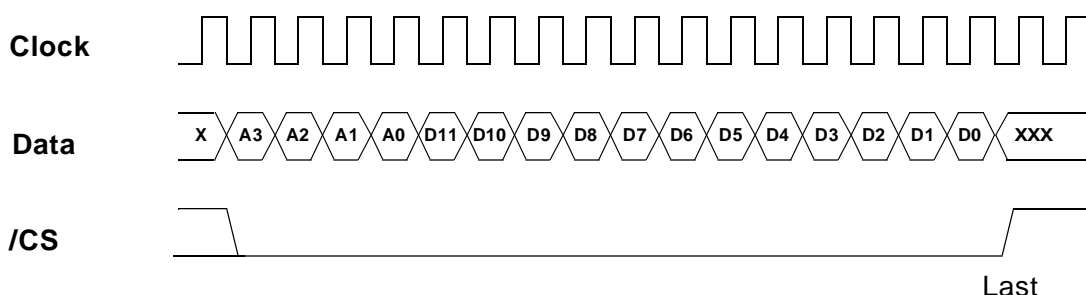 Clock
Data X A3 A2 A1 A0 D11 D10 D9 D8 D7 D6 D5 D4 D3 D2 D1 D0 XXX
/CS
Last